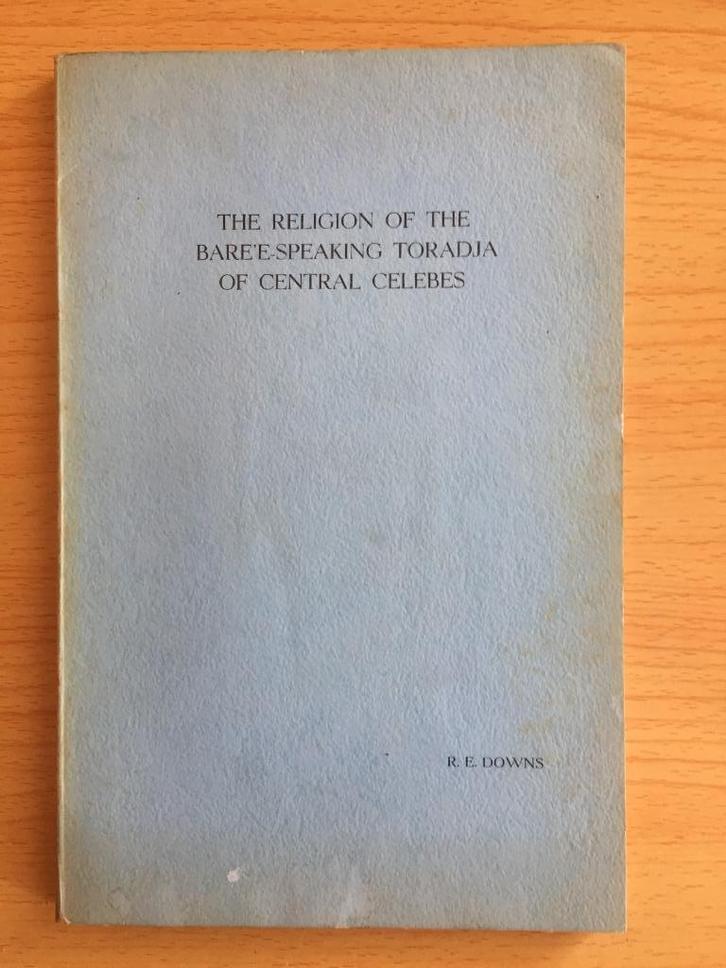 THE RELIGION OF THE
BARE'E-SPEAKING TORADJA
OF CENTRAL CELEBES
R. E. DOWNS